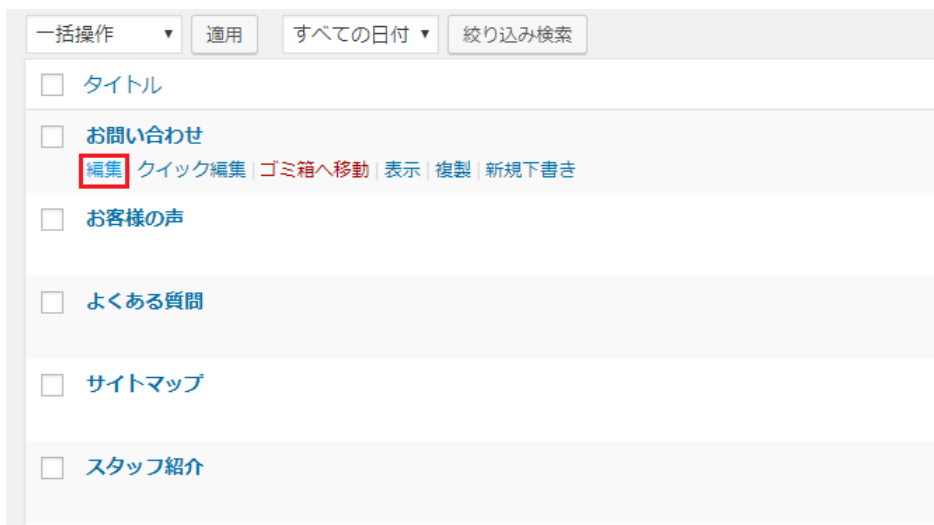 一括操作 ▼ 適用 すべての日付 ▼ 絞り込み検索
タイトル
お問い合わせ
編集 クイック編集 | ゴミ箱へ移動 | 表示 | 複製 | 新規下書き
お客様の声
よくある質問
サイトマップ
スタッフ紹介